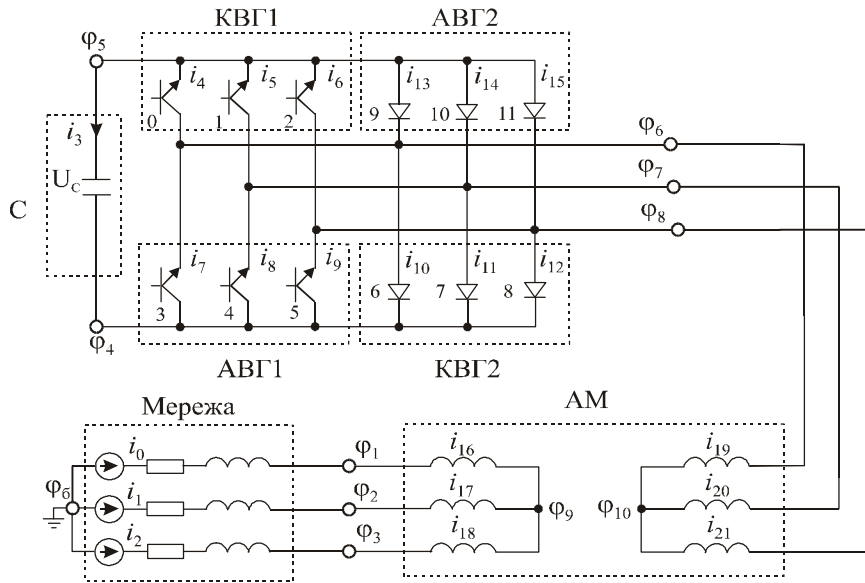 КВГ1 АВГ2
φ5 i4 i5 i6 i13 i14 i15
0 1 2 9 10 11
i3 φ6
UC φ7
С φ8
i7 i8 i9 i10 i11 i12
3 4 5 6 7 8
φ4
АВГ1 КВГ2
Мережа АМ
i0 φ1 i16 i19
φб i1 φ2 i17 φ9 φ10 i20
i2 φ3 i18 i21